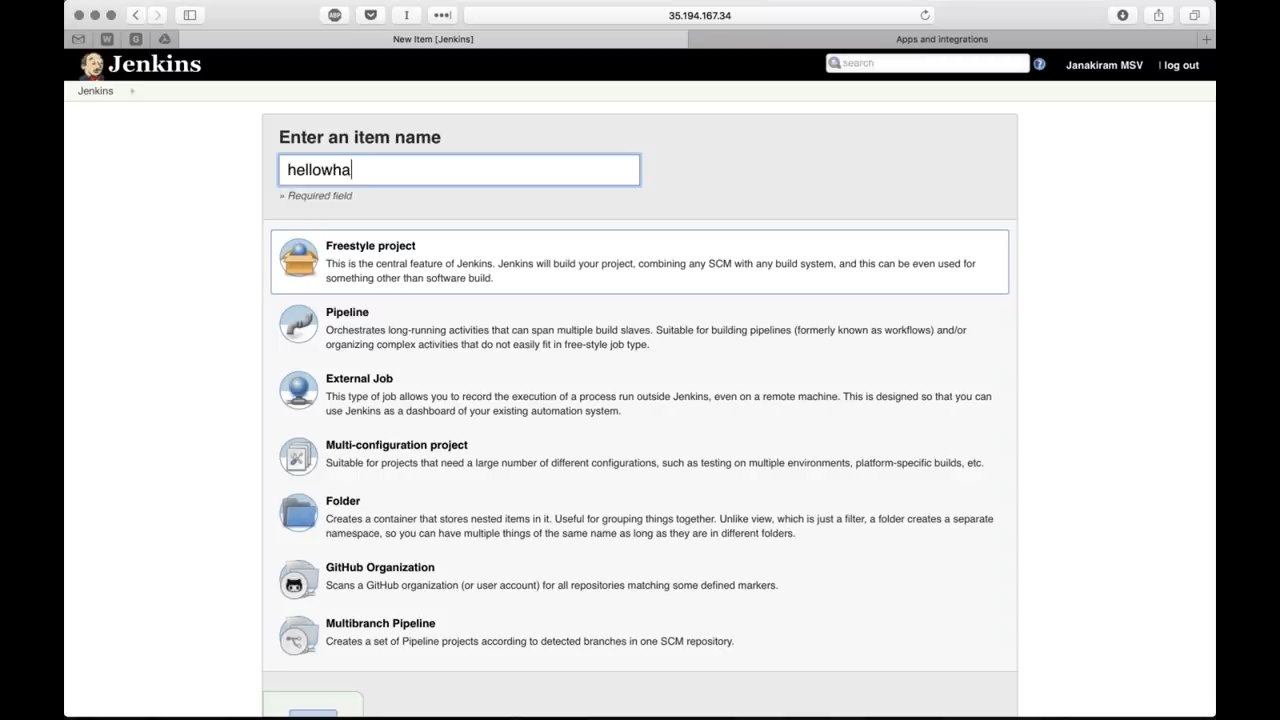 35.194.167.34
New Item [Jenkins]
Apps and integrations
Jenkins
search
Janakiram MSV
| log out
Jenkins
Enter an item name
hellowha
» Required field
Freestyle project
This is the central feature of Jenkins. Jenkins will build your project, combining any SCM with any build system, and this can be even used for
something other than software build.
Pipeline
Orchestrates long-running activities that can span multiple build slaves. Suitable for building pipelines (formerly known as workflows) and/or
organizing complex activities that do not easily fit in free-style job type.
External Job
This type of job allows you to record the execution of a process run outside Jenkins, even on a remote machine. This is designed so that you can
use Jenkins as a dashboard of your existing automation system.
Multi-configuration project
Suitable for projects that need a large number of different configurations, such as testing on multiple environments, platform-specific builds, etc.
Folder
Creates a container that stores nested items in it. Useful for grouping things together. Unlike view, which is just a filter, a folder creates a separate
namespace, so you can have multiple things of the same name as long as they are in different folders.
GitHub Organization
Scans a GitHub organization (or user account) for all repositories matching some defined markers.
Multibranch Pipeline
Creates a set of Pipeline projects according to detected branches in one SCM repository.